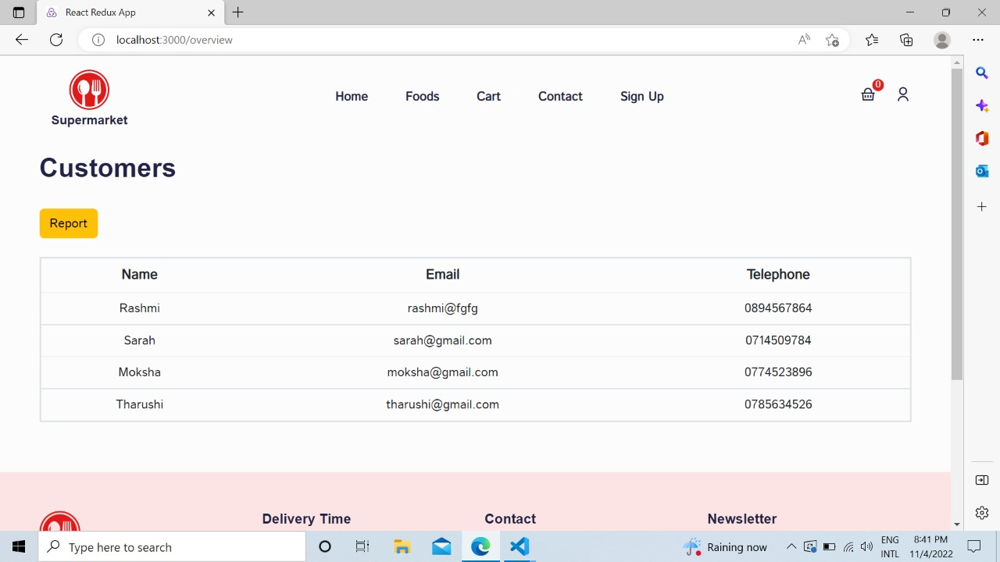 React Redux App
localhost:3000/overview
Supermarket
Home Foods Cart Contact Sign Up
0
Customers
Report
Name Email Telephone
Rashmi rashmi@fgfg 0894567864
Sarah sarah@gmail.com 0714509784
Moksha moksha@gmail.com 0774523896
Tharushi tharushi@gmail.com 0785634526
Delivery Time Contact Newsletter
Type here to search
Raining now
ENG
INTL
8:41 PM
11/4/2022